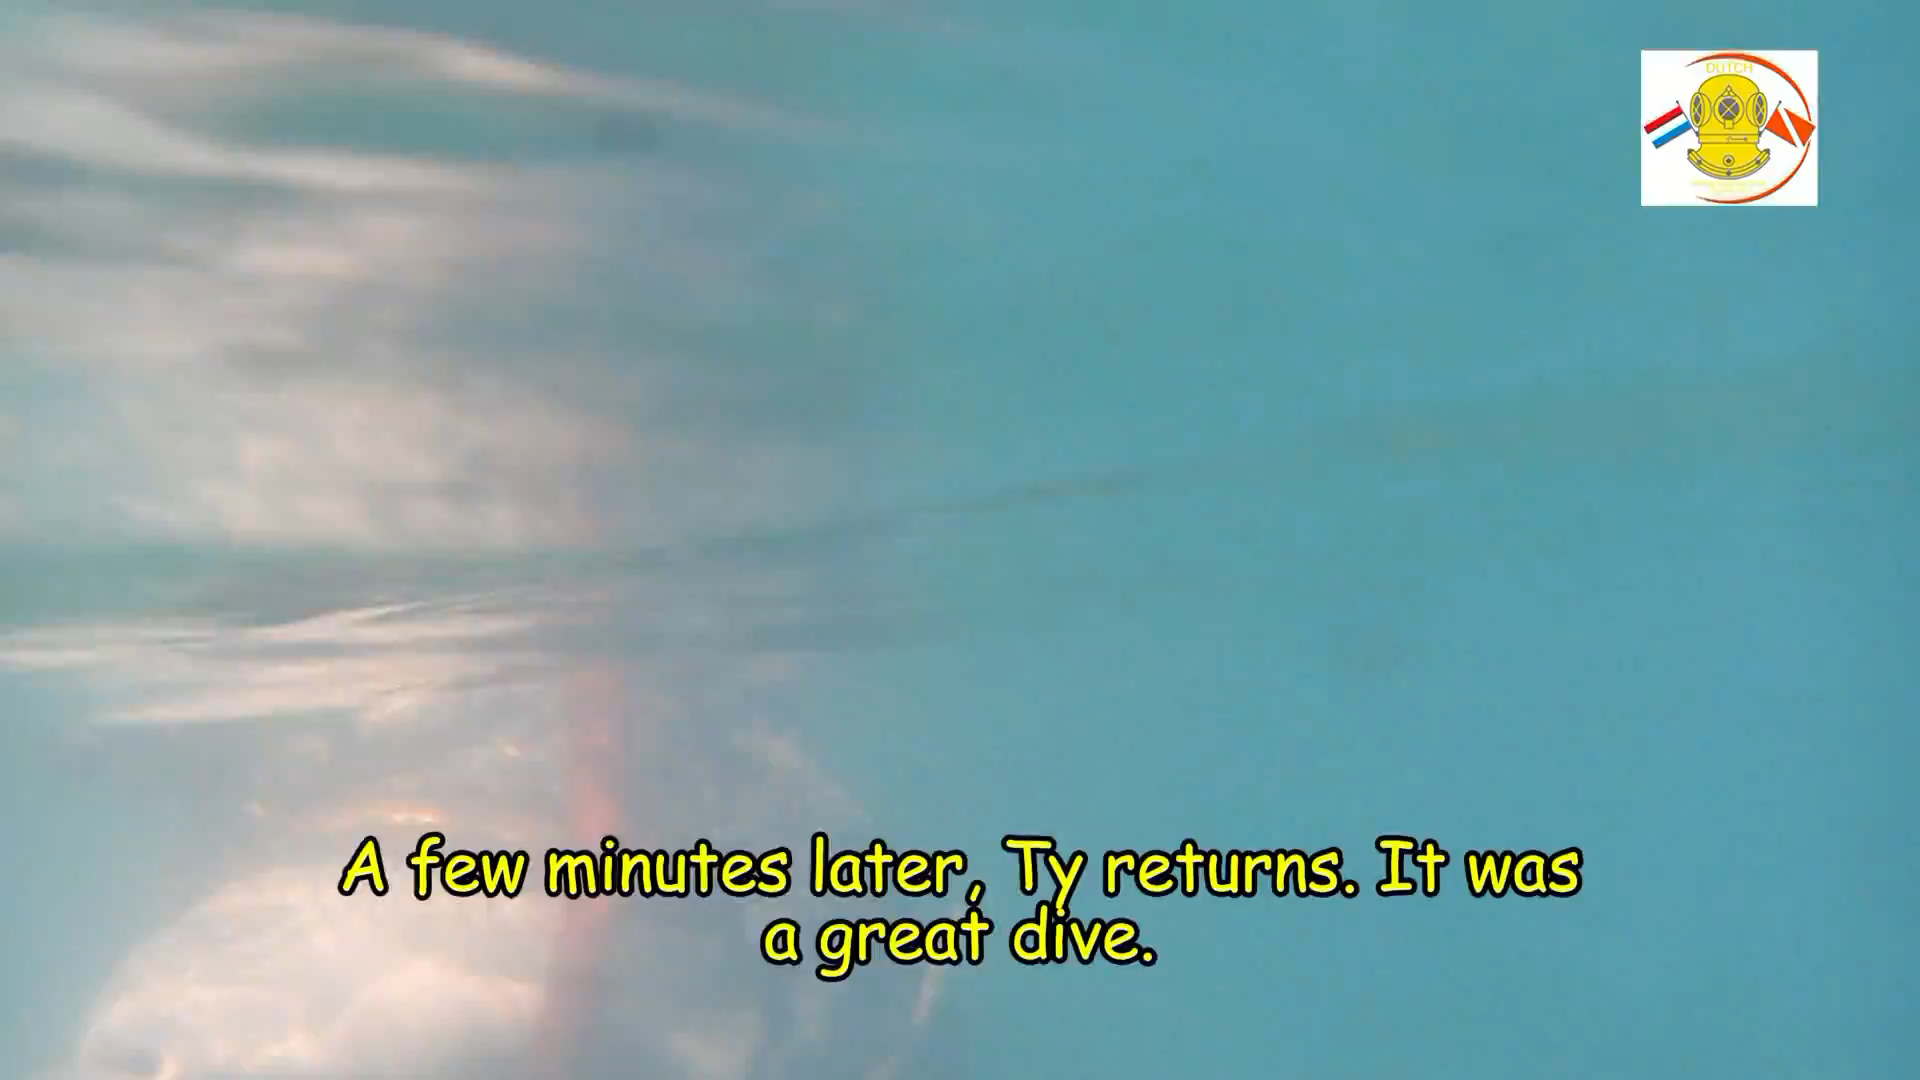 DUTCH
A few minutes later, Ty returns. It was
a great dive.